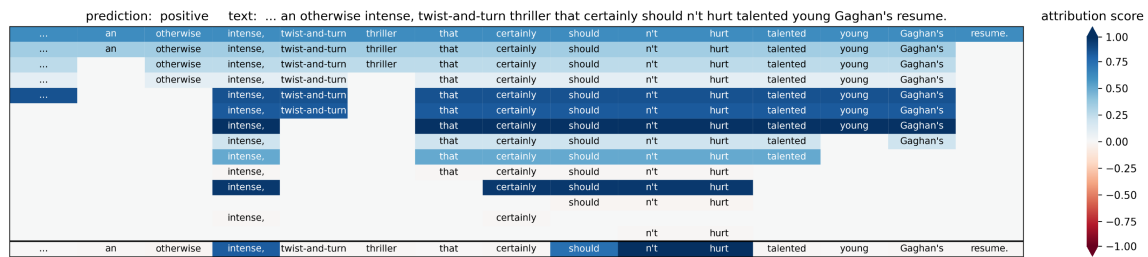 prediction: positive text: ... an otherwise intense, twist-and-turn thriller that certainly should n't hurt talented young Gaghan's resume.
attribution score
... an otherwise intense, twist-and-turn thriller that certainly should n't hurt talented young Gaghan's resume.
... an otherwise intense, twist-and-turn thriller that certainly should n't hurt talented young Gaghan's
... otherwise intense, twist-and-turn thriller that certainly should n't hurt talented young Gaghan's
... otherwise intense, twist-and-turn that certainly should n't hurt talented young Gaghan's
... intense, twist-and-turn that certainly should n't hurt talented young Gaghan's
intense, twist-and-turn that certainly should n't hurt talented young Gaghan's
intense, that certainly should n't hurt talented young Gaghan's
intense, that certainly should n't hurt talented Gaghan's
intense, that certainly should n't hurt talented
intense, that certainly should n't hurt
intense, certainly should n't hurt
intense, should n't hurt
intense, certainly
n't hurt
... an otherwise intense, twist-and-turn thriller that certainly should n't hurt talented young Gaghan's resume.
1.00
0.75
0.50
0.25
0.00
−0.25
−0.50
−0.75
−1.00